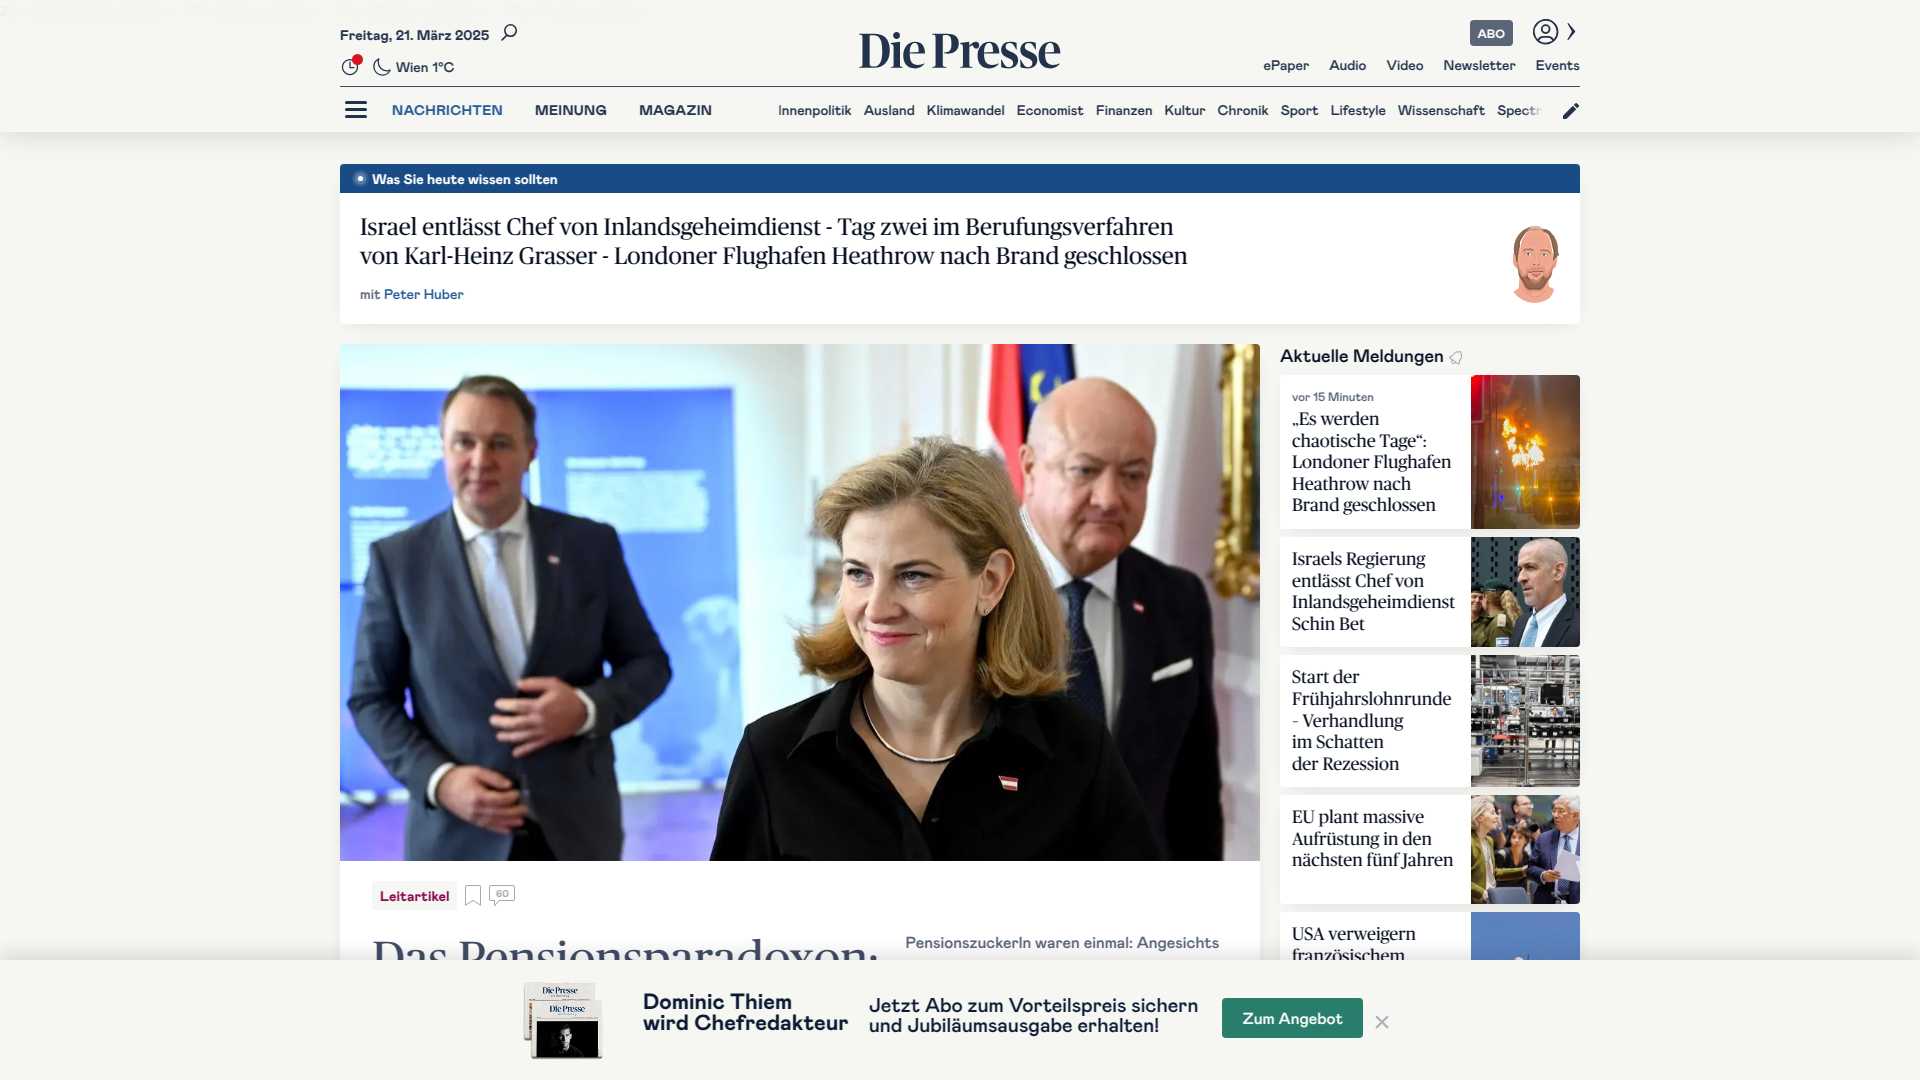 Freitag, 21. März 2025
Wien 1°C
Die Presse
ABO
ePaper Audio Video Newsletter Events
NACHRICHTEN MEINUNG MAGAZIN
Innenpolitik Ausland Klimawandel Economist Finanzen Kultur Chronik Sport Lifestyle Wissenschaft Spectr
Was Sie heute wissen sollten
Israel entlässt Chef von Inlandsgeheimdienst - Tag zwei im Berufungsverfahren
von Karl-Heinz Grasser - Londoner Flughafen Heathrow nach Brand geschlossen
mit Peter Huber
Leitartikel
60
Das Pensionsparadoxon:
Pensionszuckerln waren einmal: Angesichts
Aktuelle Meldungen
vor 15 Minuten
„Es werden
chaotische Tage“:
Londoner Flughafen
Heathrow nach
Brand geschlossen
Israels Regierung
entlässt Chef von
Inlandsgeheimdienst
Schin Bet
Start der
Frühjahrslohnrunde
– Verhandlung
im Schatten
der Rezession
EU plant massive
Aufrüstung in den
nächsten fünf Jahren
USA verweigern
französischem
Die Presse
Die Presse
Dominic Thiem
wird Chefredakteur
Jetzt Abo zum Vorteilspreis sichern
und Jubiläumsausgabe erhalten!
Zum Angebot